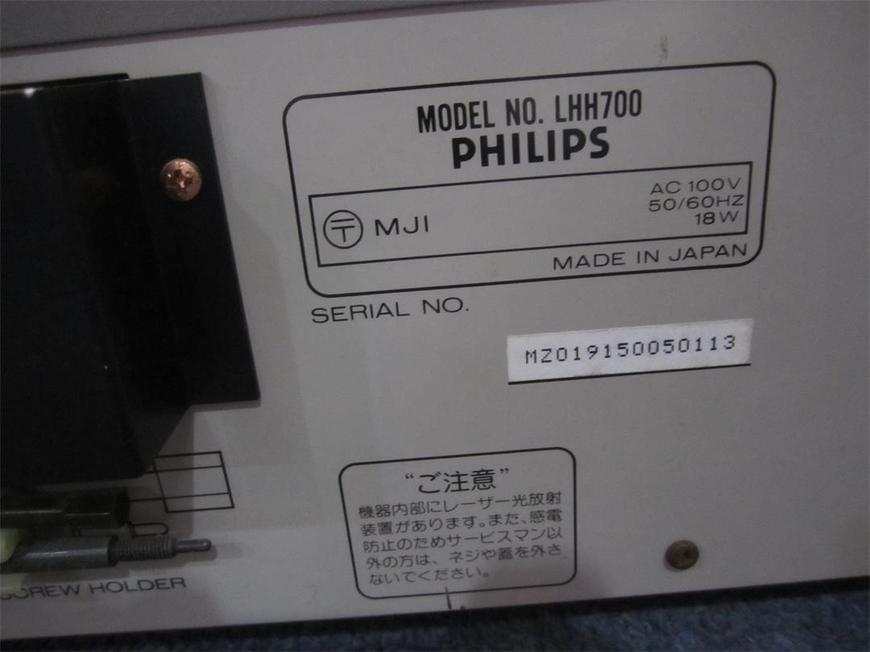 MODEL NO. LHH700
PHILIPS
〒 MJI
AC 100V
50/60HZ
18W
MADE IN JAPAN
SERIAL NO.
MZ019150050113
“ご注意”
機器内部にレーザー光放射
装置があります。また、感電
防止のためサービスマン以
外の方は、ネジや蓋を外さ
ないでください。
SCREW HOLDER